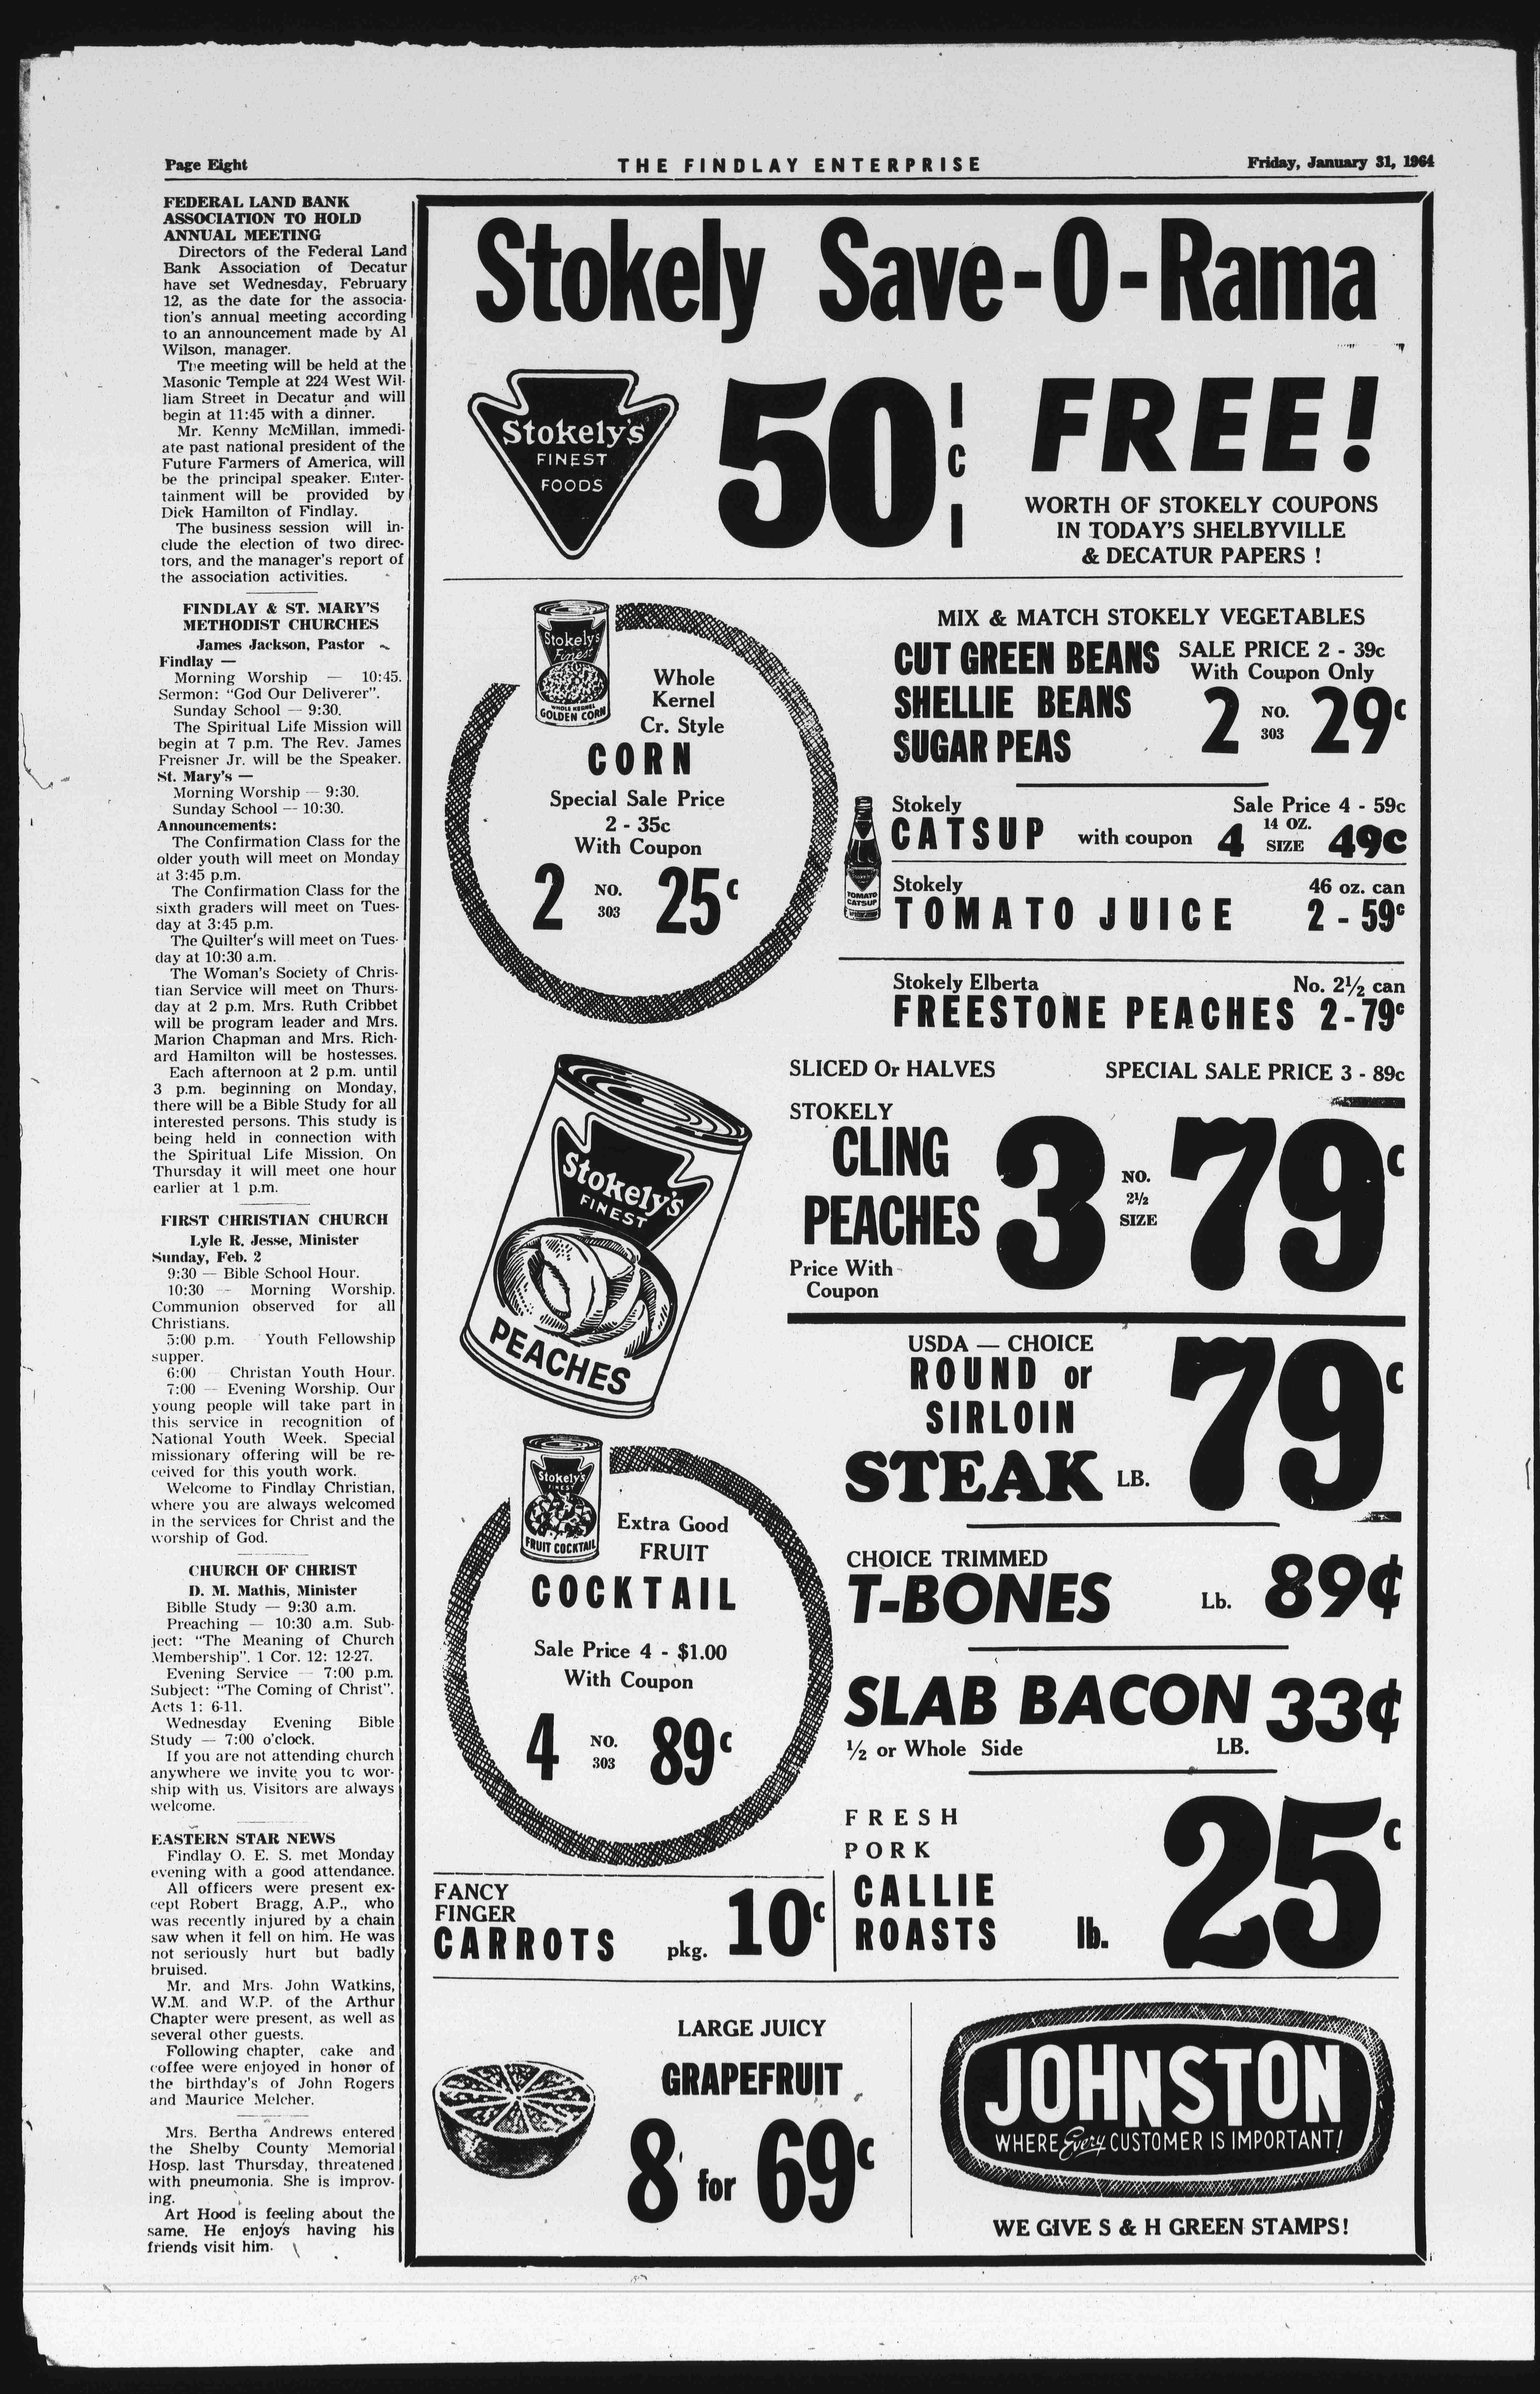 Page Eight
THE FINDLAY ENTERPRISE
Friday, January 31, 1964
FEDERAL LAND BANK
ASSOCIATION TO HOLD
ANNUAL MEETING
Directors of the Federal Land
Bank Association of Decatur
have set Wednesday, February
12, as the date for the associa-
tion's annual meeting according
to an announcement made by Al
Wilson, manager.
The meeting will be held at the
Masonic Temple at 224 West Wil-
liam Street in Decatur and will
begin at 11:45 with a dinner.
Mr. Kenny McMillan, immedi-
ate past national president of the
Future Farmers of America, will
be the principal speaker. Enter-
tainment will be provided by
Dick Hamilton of Findlay.
The business session will in-
clude the election of two direc-
tors, and the manager's report of
the association activities.
FINDLAY & ST. MARY'S
METHODIST CHURCHES
James Jackson, Pastor
Findlay —
Morning Worship — 10:45.
Sermon: "God Our Deliverer".
Sunday School — 9:30.
The Spiritual Life Mission will
begin at 7 p.m. The Rev. James
Freisner Jr. will be the Speaker.
St. Mary's —
Morning Worship — 9:30.
Sunday School — 10:30.
Announcements:
The Confirmation Class for the
older youth will meet on Monday
at 3:45 p.m.
The Confirmation Class for the
sixth graders will meet on Tues-
day at 3:45 p.m.
The Quilter's will meet on Tues-
day at 10:30 a.m.
The Woman's Society of Chris-
tian Service will meet on Thurs-
day at 2 p.m. Mrs. Ruth Cribbet
will be program leader and Mrs.
Marion Chapman and Mrs. Rich-
ard Hamilton will be hostesses.
Each afternoon at 2 p.m. until
3 p.m. beginning on Monday,
there will be a Bible Study for all
interested persons. This study is
being held in connection with
the Spiritual Life Mission. On
Thursday it will meet one hour
earlier at 1 p.m.
FIRST CHRISTIAN CHURCH
Lyle R. Jesse, Minister
Sunday, Feb. 2
9:30 — Bible School Hour.
10:30 — Morning Worship.
Communion observed for all
Christians.
5:00 p.m. Youth Fellowship
supper.
6:00 Christan Youth Hour.
7:00 — Evening Worship. Our
young people will take part in
this service in recognition of
National Youth Week. Special
missionary offering will be re-
ceived for this youth work.
Welcome to Findlay Christian,
where you are always welcomed
in the services for Christ and the
worship of God.
CHURCH OF CHRIST
D. M. Mathis, Minister
Biblle Study — 9:30 a.m.
Preaching — 10:30 a.m. Sub-
ject: "The Meaning of Church
Membership". 1 Cor. 12: 12-27.
Evening Service — 7:00 p.m.
Subject: "The Coming of Christ".
Acts 1: 6-11.
Wednesday Evening Bible
Study — 7:00 o'clock.
If you are not attending church
anywhere we invite you to wor-
ship with us. Visitors are always
welcome.
EASTERN STAR NEWS
Findlay O. E. S. met Monday
evening with a good attendance.
All officers were present ex-
cept Robert Bragg, A.P., who
was recently injured by a chain
saw when it fell on him. He was
not seriously hurt but badly
bruised.
Mr. and Mrs. John Watkins,
W.M. and W.P. of the Arthur
Chapter were present, as well as
several other guests.
Following chapter, cake and
coffee were enjoyed in honor of
the birthday's of John Rogers
and Maurice Melcher.
Mrs. Bertha Andrews entered
the Shelby County Memorial
Hosp. last Thursday, threatened
with pneumonia. She is improv-
ing.
Art Hood is feeling about the
same. He enjoy's having his
friends visit him.
Stokely Save-O-Rama
Stokely's
FINEST
FOODS
50c
FREE!
WORTH OF STOKELY COUPONS
IN TODAY'S SHELBYVILLE
& DECATUR PAPERS !
Stokely's
Finest
WHOLE KERNEL
GOLDEN CORN
Whole
Kernel
Cr. Style
CORN
Special Sale Price
2 - 35c
With Coupon
2 NO. 303 25c
MIX & MATCH STOKELY VEGETABLES
CUT GREEN BEANS
SHELLIE BEANS
SUGAR PEAS
SALE PRICE 2 - 39c
With Coupon Only
2 NO. 303 29c
TOMATO
CATSUP
Stokely Sale Price 4 - 59c
CATSUP with coupon 4 14 OZ. SIZE 49c
Stokely 46 oz. can
TOMATO JUICE 2 - 59c
Stokely Elberta No. 2½ can
FREESTONE PEACHES 2-79c
SLICED Or HALVES SPECIAL SALE PRICE 3 - 89c
Stokely's
FINEST
PEACHES
STOKELY
CLING
PEACHES
Price With
Coupon
3 NO. 2½ SIZE 79c
USDA — CHOICE
ROUND or
SIRLOIN
STEAK LB. 79c
Stokely's
FINEST
FRUIT COCKTAIL
Extra Good
FRUIT
COCKTAIL
Sale Price 4 - $1.00
With Coupon
4 NO. 303 89c
CHOICE TRIMMED
T-BONES Lb. 89¢
SLAB BACON 33¢
½ or Whole Side LB.
FRESH
PORK
CALLIE
ROASTS lb. 25c
FANCY
FINGER
CARROTS pkg. 10c
LARGE JUICY
GRAPEFRUIT
8 for 69c
JOHNSTON
WHERE Every CUSTOMER IS IMPORTANT!
WE GIVE S & H GREEN STAMPS!